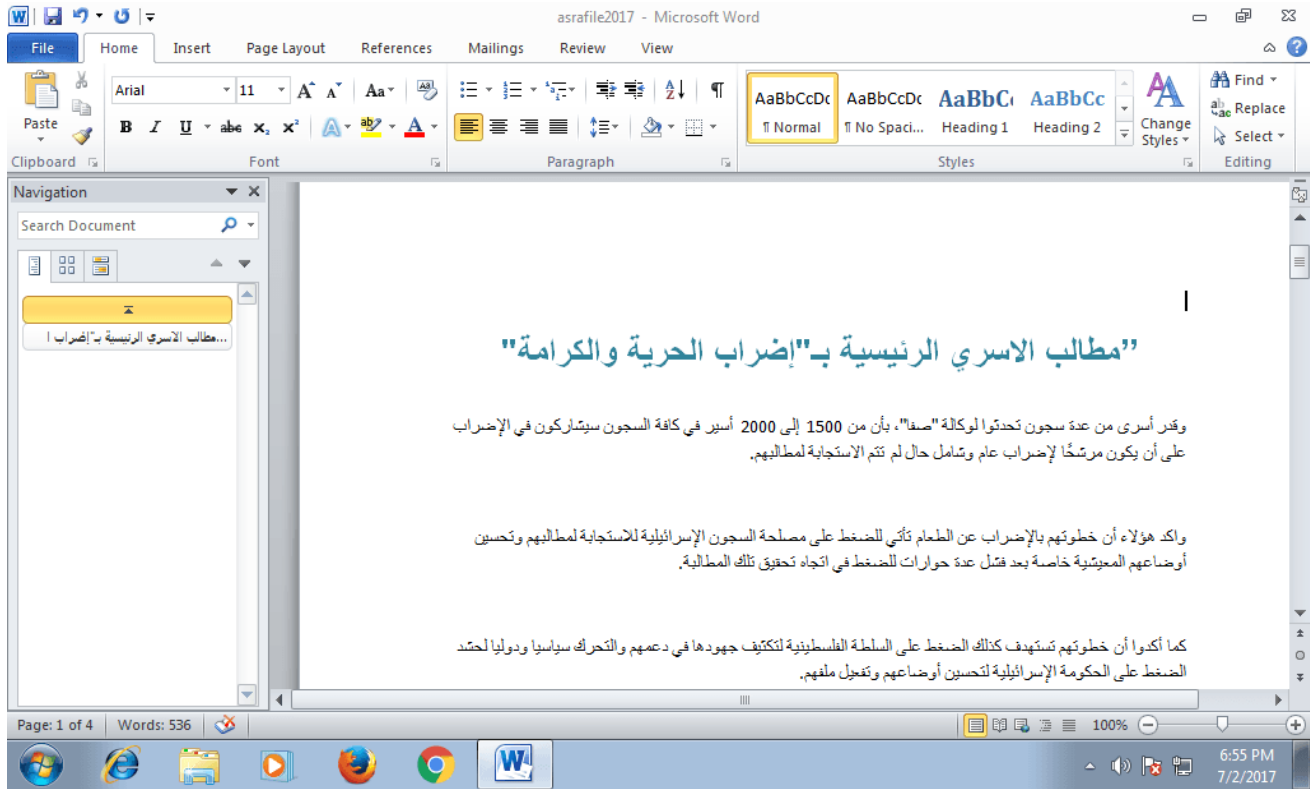 asrafile2017 - Microsoft Word
File Home Insert Page Layout References Mailings Review View
Paste
Clipboard
Arial 11
Font
Paragraph
AaBbCcDc AaBbCcDc AaBbC AaBbCc
¶ Normal ¶ No Spaci... Heading 1 Heading 2
Change Styles
Styles
Find
Replace
Select
Editing
Navigation
Search Document
مطالب الاسري الرئيسية بـ"إضراب ا...
"مطالب الاسري الرئيسية بـ"إضراب الحرية والكرامة"
وقدر أسرى من عدة سجون تحدثوا لوكالة "صفا"، بأن من 1500 إلى 2000 أسير في كافة السجون سيشاركون في الإضراب
على أن يكون مرشحًا لإضراب عام وشامل حال لم تتم الاستجابة لمطالبهم.
واكد هؤلاء أن خطوتهم بالإضراب عن الطعام تأتي للضغط على مصلحة السجون الإسرائيلية للاستجابة لمطالبهم وتحسين
أوضاعهم المعيشية خاصة بعد فشل عدة حوارات للضغط في اتجاه تحقيق تلك المطالبة.
كما أكدوا أن خطوتهم تستهدف كذلك الضغط على السلطة الفلسطينية لتكثيف جهودها في دعمهم والتحرك سياسيا ودوليا لحشد
الضغط على الحكومة الإسرائيلية لتحسين أوضاعهم وتفعيل ملفهم.
Page: 1 of 4 Words: 536 100%
6:55 PM
7/2/2017